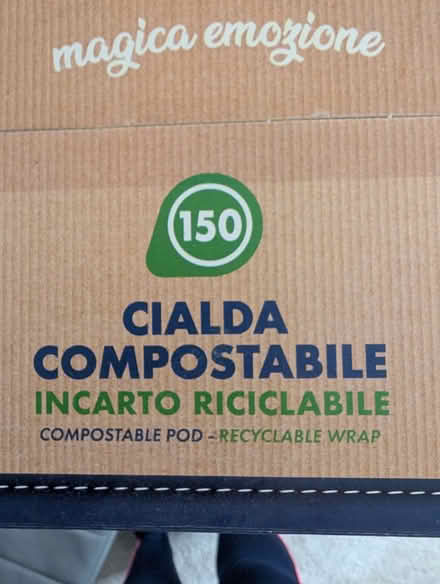 magica emozione
150
CIALDA
COMPOSTABILE
INCARTO RICICLABILE
COMPOSTABLE POD - RECYCLABLE WRAP